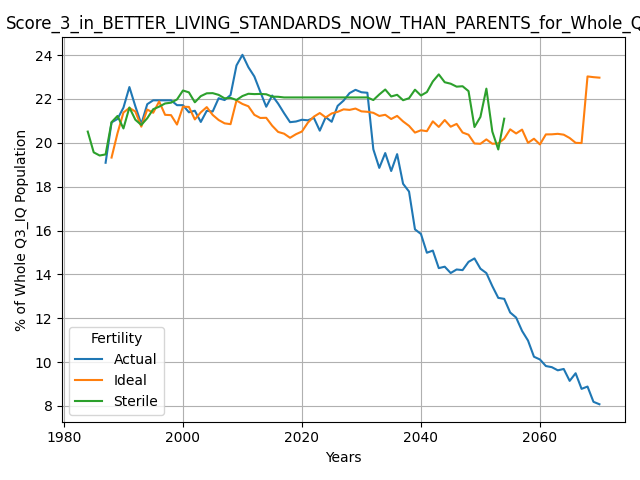 Score_3_in_BETTER_LIVING_STANDARDS_NOW_THAN_PARENTS_for_Whole_Q
24
22
20
18
16
14
12
10
8
% of Whole Q3_IQ Population
Fertility
Actual
Ideal
Sterile
1980
2000
2020
2040
2060
Years